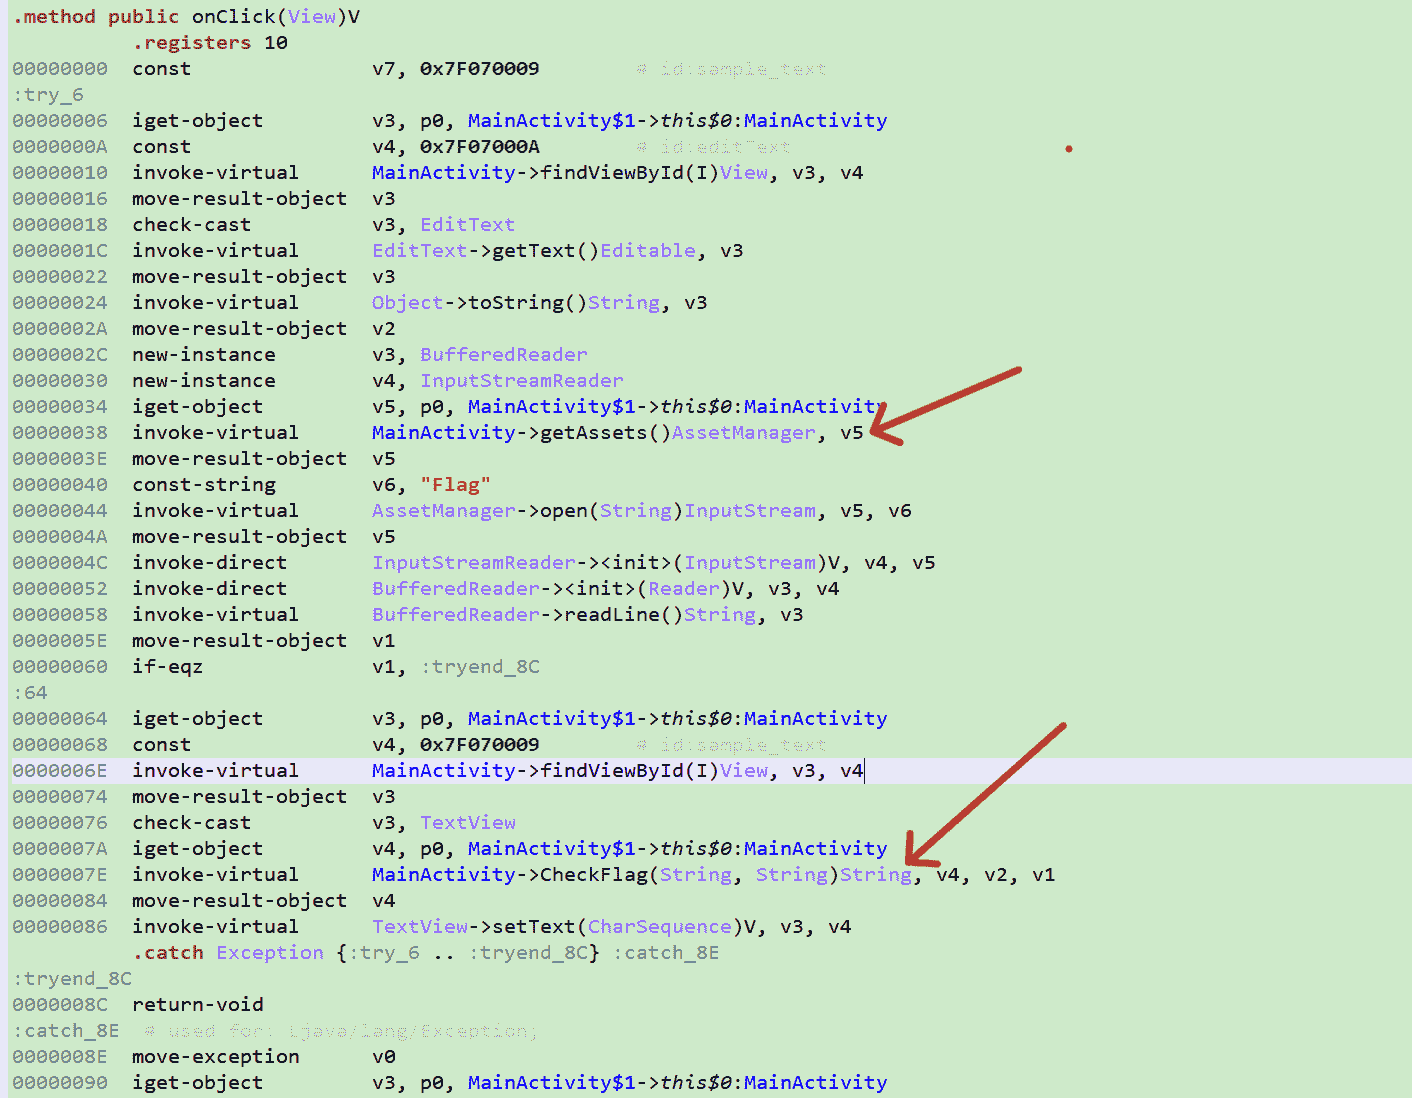 .method public onClick(View)V
.registers 10
00000000 const v7, 0x7F070009 # id:sample_text
:try_6
00000006 iget-object v3, p0, MainActivity$1->this$0:MainActivity
0000000A const v4, 0x7F07000A # id:editText
00000010 invoke-virtual MainActivity->findViewById(I)View, v3, v4
00000016 move-result-object v3
00000018 check-cast v3, EditText
0000001C invoke-virtual EditText->getText()Editable, v3
00000022 move-result-object v3
00000024 invoke-virtual Object->toString()String, v3
0000002A move-result-object v2
0000002C new-instance v3, BufferedReader
00000030 new-instance v4, InputStreamReader
00000034 iget-object v5, p0, MainActivity$1->this$0:MainActivity
00000038 invoke-virtual MainActivity->getAssets()AssetManager, v5
0000003E move-result-object v5
00000040 const-string v6, "Flag"
00000044 invoke-virtual AssetManager->open(String)InputStream, v5, v6
0000004A move-result-object v5
0000004C invoke-direct InputStreamReader-><init>(InputStream)V, v4, v5
00000052 invoke-direct BufferedReader-><init>(Reader)V, v3, v4
00000058 invoke-virtual BufferedReader->readLine()String, v3
0000005E move-result-object v1
00000060 if-eqz v1, :tryend_8C
:64
00000064 iget-object v3, p0, MainActivity$1->this$0:MainActivity
00000068 const v4, 0x7F070009 # id:sample_text
0000006E invoke-virtual MainActivity->findViewById(I)View, v3, v4
00000074 move-result-object v3
00000076 check-cast v3, TextView
0000007A iget-object v4, p0, MainActivity$1->this$0:MainActivity
0000007E invoke-virtual MainActivity->CheckFlag(String, String)String, v4, v2, v1
00000084 move-result-object v4
00000086 invoke-virtual TextView->setText(CharSequence)V, v3, v4
.catch Exception {:try_6 .. :tryend_8C} :catch_8E
:tryend_8C
0000008C return-void
:catch_8E # used for: Ljava/lang/Exception;
0000008E move-exception v0
00000090 iget-object v3, p0, MainActivity$1->this$0:MainActivity